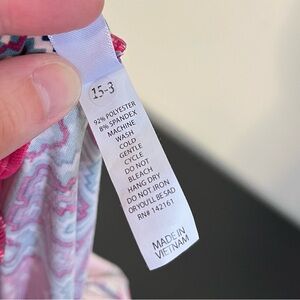 15-3
92% POLYESTER
8% SPANDEX
MACHINE
WASH
COLD
GENTLE
CYCLE
DO NOT
BLEACH
HANG DRY
DO NOT IRON
OR YOU'LL BE SAD
RN# 142161
MADE IN
VIETNAM